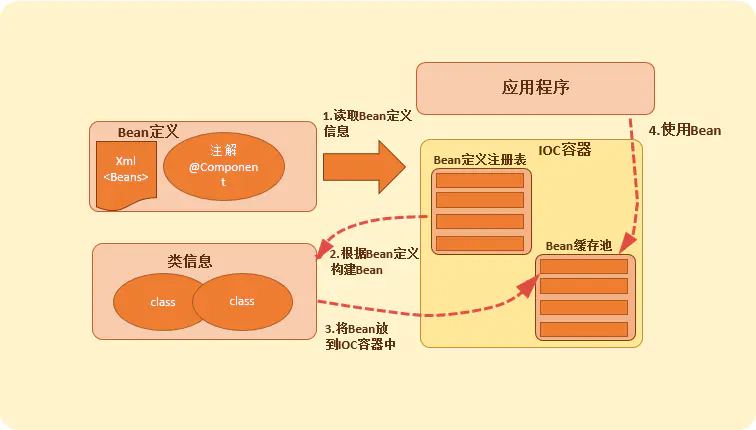 应用程序
Bean定义
1.读取Bean定义
信息
4.使用Bean
Xml
<Beans>
注解
@Componen
t
IOC容器
Bean定义注册表
类信息
class
class
2.根据Bean定义
构建Bean
Bean缓存池
3.将Bean放
到IOC容器中